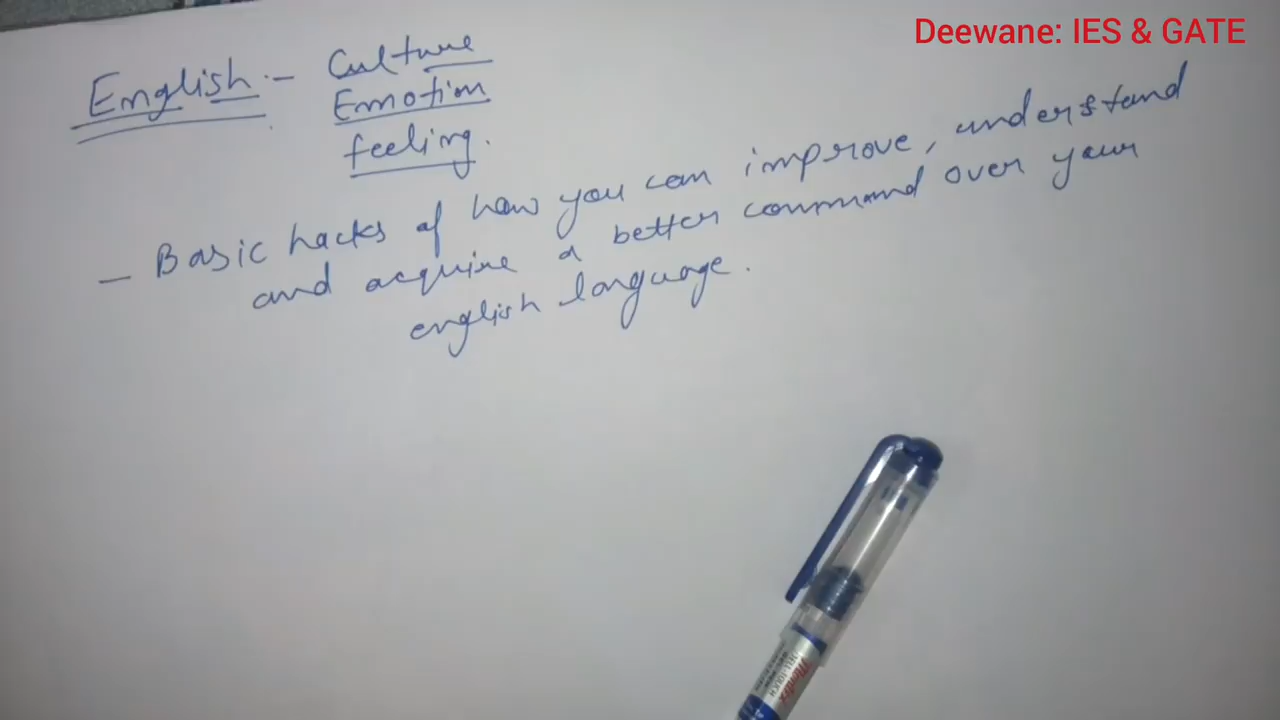 Deewane: IES & GATE
English :- Culture
Emotion
feeling.
- Basic hacks of how you can improve, understand
and acquire a better command over your
english language.
Montex